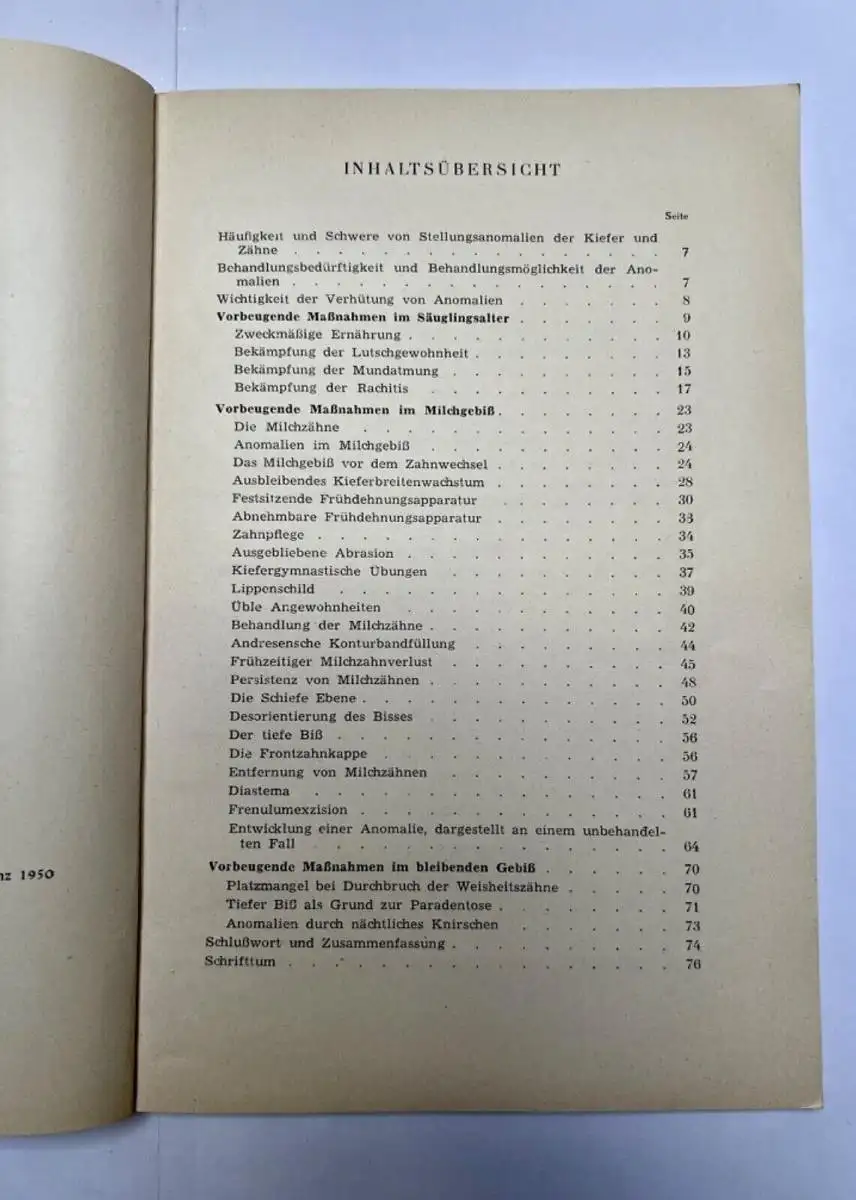 nz 1950
INHALTSÜBERSICHT
Seite
Häufigkeit und Schwere von Stellungsanomalien der Kiefer und
Zähne . . . . . . . . . . . . . . . . . 7
Behandlungsbedürftigkeit und Behandlungsmöglichkeit der Ano-
malien . . . . . . . . . . . . . . . . . 7
Wichtigkeit der Verhütung von Anomalien . . . . . . . 8
Vorbeugende Maßnahmen im Säuglingsalter . . . . . . . 9
Zweckmäßige Ernährung . . . . . . . . . . . 10
Bekämpfung der Lutschgewohnheit . . . . . . . . . 13
Bekämpfung der Mundatmung . . . . . . . . . . 15
Bekämpfung der Rachitis . . . . . . . . . . 17
Vorbeugende Maßnahmen im Milchgebiß . . . . . . . . 23
Die Milchzähne . . . . . . . . . . . . . 23
Anomalien im Milchgebiß . . . . . . . . . . 24
Das Milchgebiß vor dem Zahnwechsel . . . . . . . . 24
Ausbleibendes Kieferbreitenwachstum . . . . . . . . 28
Festsitzende Frühdehnungsapparatur . . . . . . . . 30
Abnehmbare Frühdehnungsapparatur . . . . . . . . 33
Zahnpflege . . . . . . . . . . . . . . . 34
Ausgebliebene Abrasion . . . . . . . . . . . . 35
Kiefergymnastische Übungen . . . . . . . . . . 37
Lippenschild . . . . . . . . . . . . . . 39
Üble Angewohnheiten . . . . . . . . . . . 40
Behandlung der Milchzähne . . . . . . . . . . . 42
Andresensche Konturbandfüllung . . . . . . . . . 44
Frühzeitiger Milchzahnverlust . . . . . . . . . . 45
Persistenz von Milchzähnen . . . . . . . . . . . 48
Die Schiefe Ebene . . . . . . . . . . . . . . 50
Desorientierung des Bisses . . . . . . . . . . . 52
Der tiefe Biß . . . . . . . . . . . . . . 56
Die Frontzahnkappe . . . . . . . . . . . . . 56
Entfernung von Milchzähnen . . . . . . . . . . 57
Diastema . . . . . . . . . . . . . . . . 61
Frenulumexzision . . . . . . . . . . . . . . 61
Entwicklung einer Anomalie, dargestellt an einem unbehandel-
ten Fall . . . . . . . . . . . . . . . 64
Vorbeugende Maßnahmen im bleibenden Gebiß . . . . . . 70
Platzmangel bei Durchbruch der Weisheitszähne . . . . . 70
Tiefer Biß als Grund zur Paradentose . . . . . . . . 71
Anomalien durch nächtliches Knirschen . . . . . . . 73
Schlußwort und Zusammenfassung . . . . . . . . . . 74
Schrifttum . . . . . . . . . . . . . . . . . 76